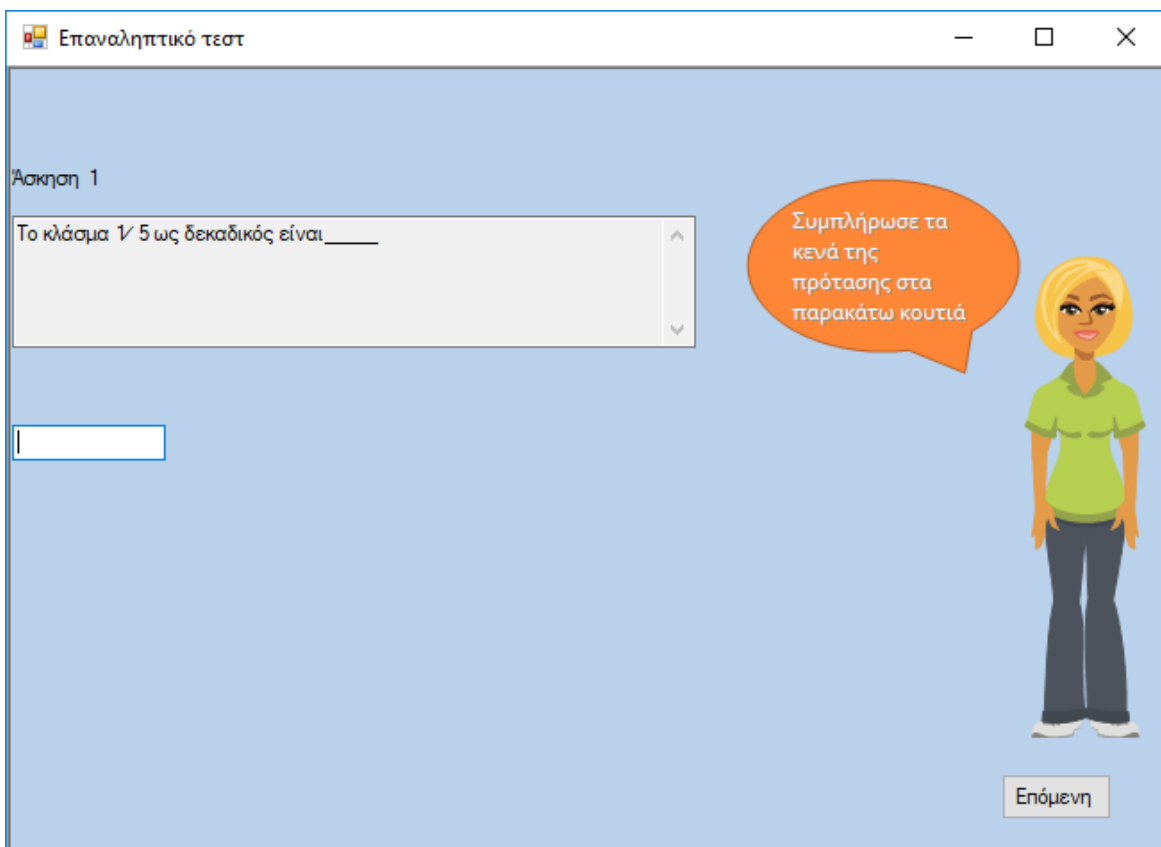 Επαναληπτικό τεστ
Άσκηση 1
Το κλάσμα 1⁄ 5 ως δεκαδικός είναι_____
Συμπλήρωσε τα
κενά της
πρότασης στα
παρακάτω κουτιά
Επόμενη